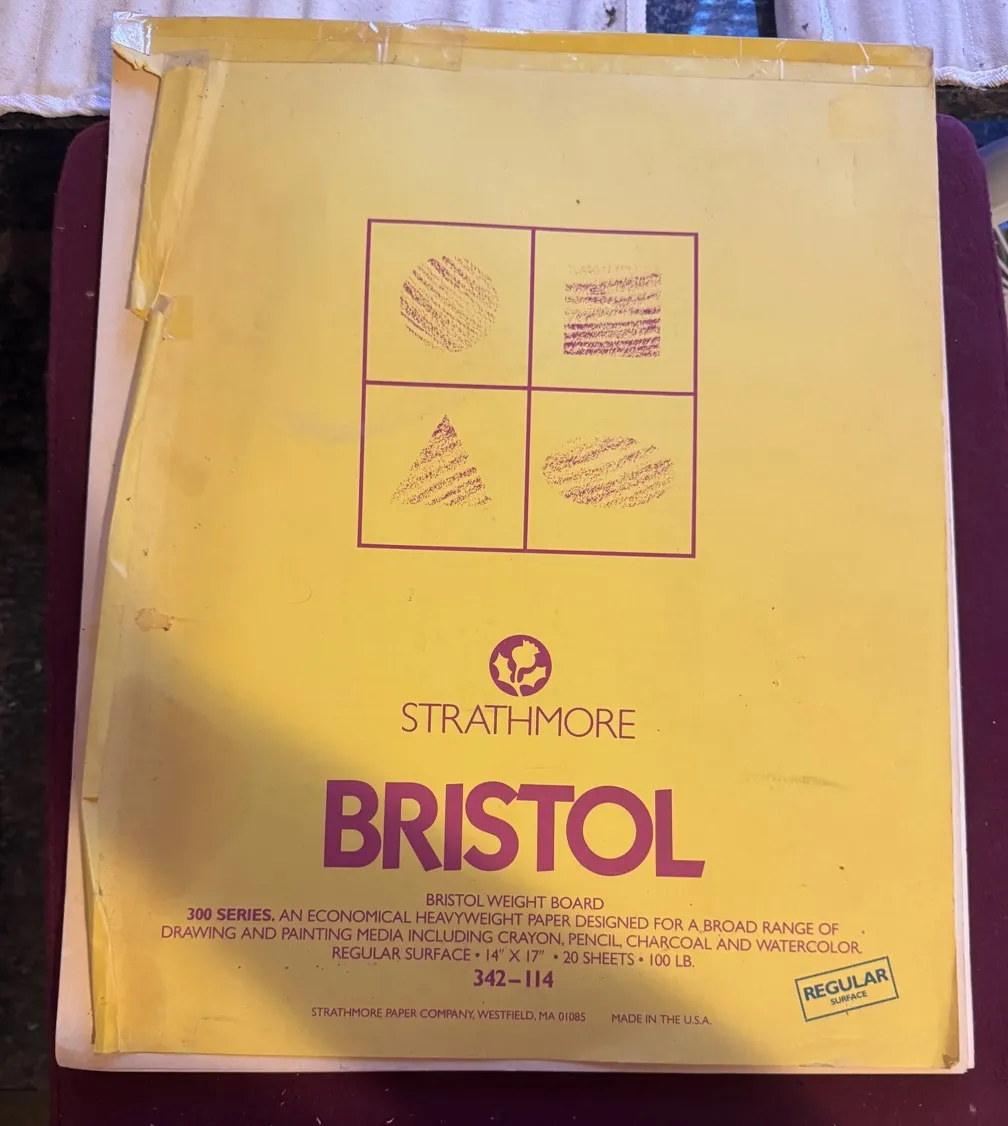 STRATHMORE
BRISTOL
BRISTOL WEIGHT BOARD
300 SERIES. AN ECONOMICAL HEAVYWEIGHT PAPER DESIGNED FOR A BROAD RANGE OF
DRAWING AND PAINTING MEDIA INCLUDING CRAYON, PENCIL, CHARCOAL AND WATERCOLOR.
REGULAR SURFACE • 14" X 17" • 20 SHEETS • 100 LB.
342–114
REGULAR
SURFACE
STRATHMORE PAPER COMPANY, WESTFIELD, MA 01085 MADE IN THE U.S.A.